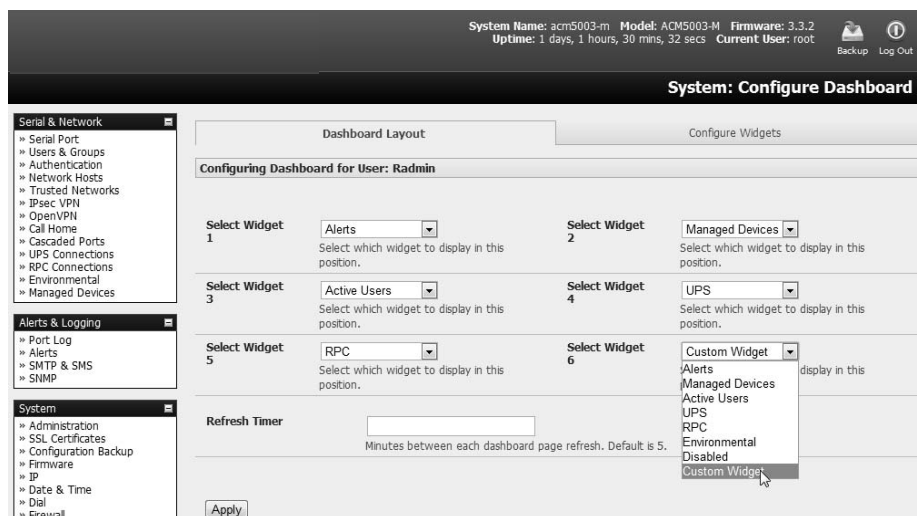 System Name: acm5003-m Model: ACM5003-M Firmware: 3.3.2
Uptime: 1 days, 1 hours, 30 mins, 32 secs Current User: root
Backup Log Out
System: Configure Dashboard
Serial & Network
» Serial Port
» Users & Groups
» Authentication
» Network Hosts
» Trusted Networks
» IPsec VPN
» OpenVPN
» Call Home
» Cascaded Ports
» UPS Connections
» RPC Connections
» Environmental
» Managed Devices
Alerts & Logging
» Port Log
» Alerts
» SMTP & SMS
» SNMP
System
» Administration
» SSL Certificates
» Configuration Backup
» Firmware
» IP
» Date & Time
» Dial
» Firewall
Dashboard Layout
Configure Widgets
Configuring Dashboard for User: Radmin
Select Widget
1
Alerts
Select which widget to display in this
position.
Select Widget
2
Managed Devices
Select which widget to display in this
position.
Select Widget
3
Active Users
Select which widget to display in this
position.
Select Widget
4
UPS
Select which widget to display in this
position.
Select Widget
5
RPC
Select which widget to display in this
position.
Select Widget
6
Custom Widget
display in this
Alerts
Managed Devices
Active Users
UPS
RPC
Environmental
Disabled
Custom Widget
Refresh Timer
Minutes between each dashboard page refresh. Default is 5.
Apply